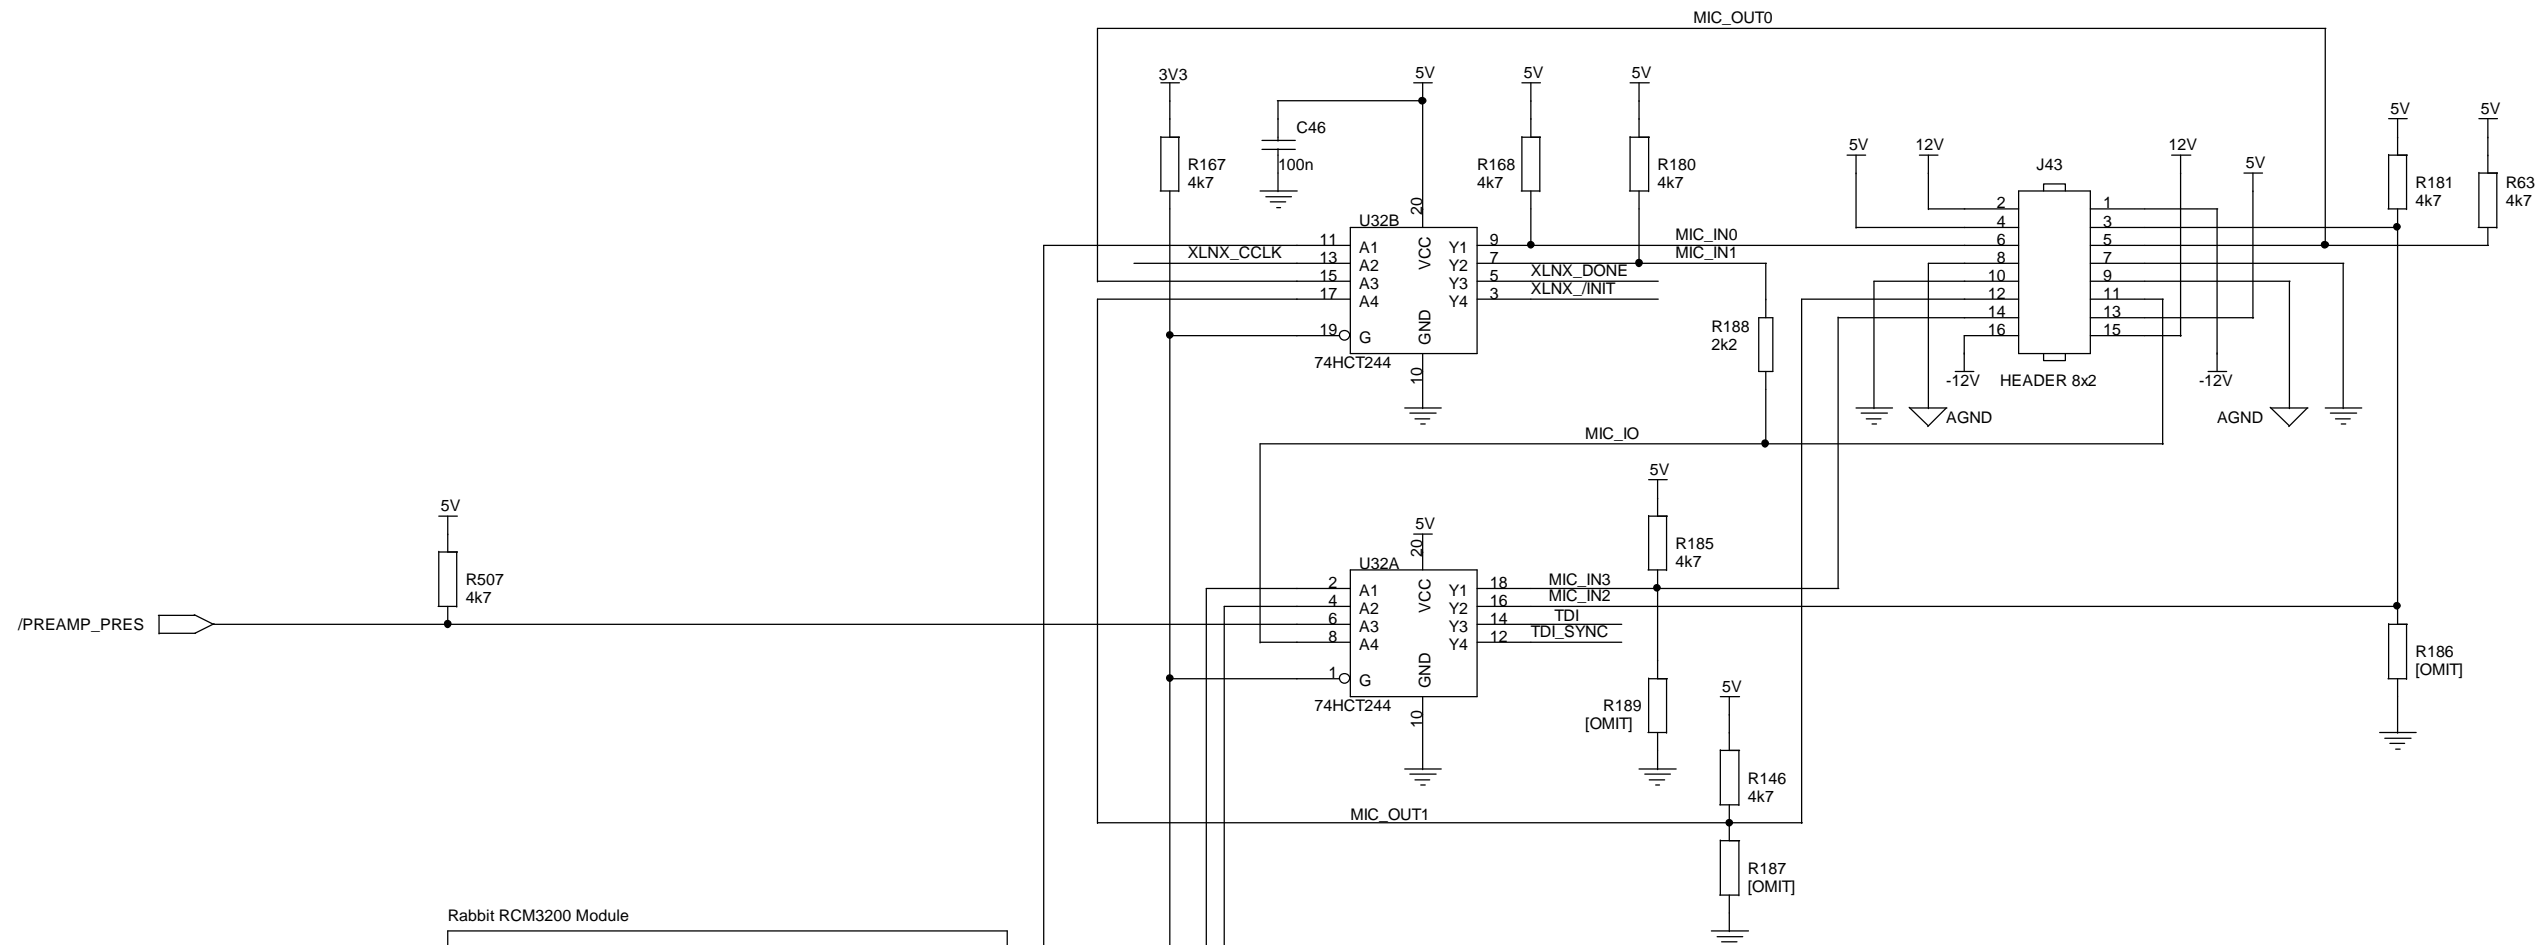 MIC_OUT0
3V3
5V
5V
5V
5V
5V
C46
100n
R167
4k7
R168
4k7
R180
4k7
5V
12V
J43
12V
5V
R181
4k7
R63
4k7
U32B
20
2
4
6
8
10
12
14
16
1
3
5
7
9
11
13
15
11
13
15
17
19
A1
A2
A3
A4
G
VCC
GND
Y1
Y2
Y3
Y4
9
7
5
3
XLNX_CCLK
MIC_IN0
MIC_IN1
XLNX_DONE
XLNX_/INIT
74HCT244
10
R188
2k2
-12V
HEADER 8x2
-12V
AGND
AGND
MIC_IO
5V
R507
4k7
/PREAMP_PRES
5V
20
U32A
2
4
6
8
1
A1
A2
A3
A4
G
VCC
GND
Y1
Y2
Y3
Y4
18
16
14
12
MIC_IN3
MIC_IN2
TDI
TDI_SYNC
74HCT244
10
5V
R185
4k7
R189
[OMIT]
R186
[OMIT]
5V
R146
4k7
MIC_OUT1
R187
[OMIT]
Rabbit RCM3200 Module